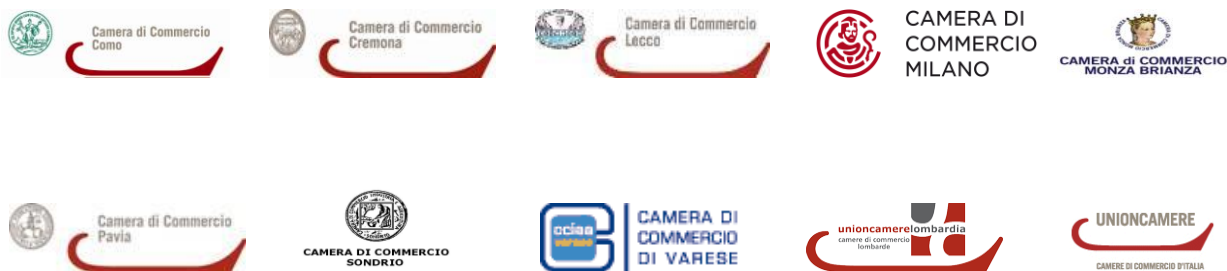 Camera di Commercio
Como
Camera di Commercio
Cremona
Camera di Commercio
Lecco
CAMERA DI
COMMERCIO
MILANO
CAMERA di COMMERCIO
MONZA BRIANZA
Camera di Commercio
Pavia
CAMERA DI COMMERCIO
SONDRIO
cciaa
varese
CAMERA DI
COMMERCIO
DI VARESE
unioncamerelombardia
camere di commercio
lombarde
UNIONCAMERE
CAMERE DI COMMERCIO D'ITALIA